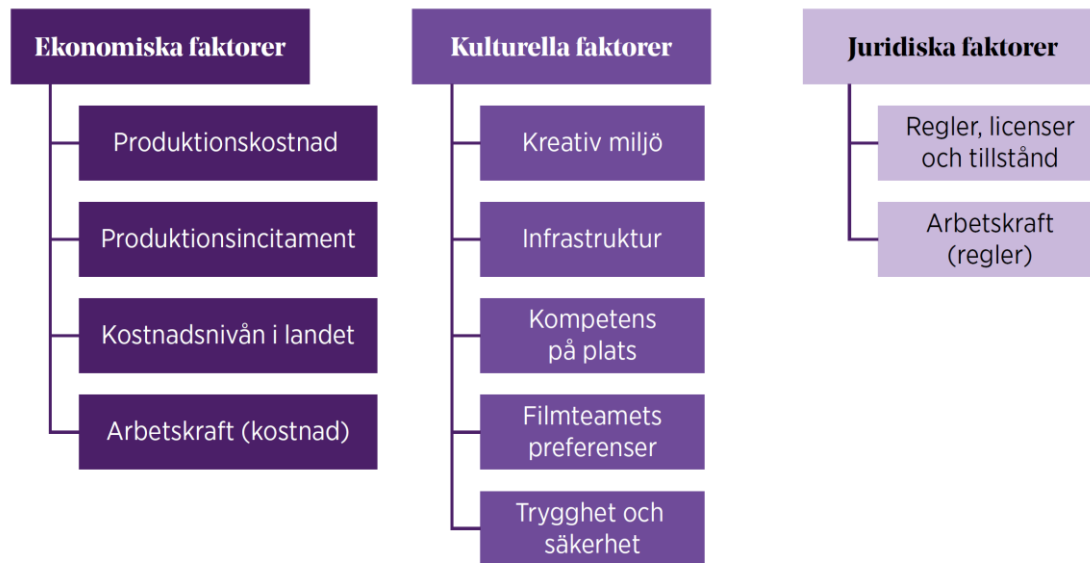 Ekonomiska faktorer
Produktionskostnad
Produktionsincitament
Kostnadsnivån i landet
Arbetskraft (kostnad)
Kulturella faktorer
Kreativ miljö
Infrastruktur
Kompetens
på plats
Filmteamets
preferenser
Trygghet och
säkerhet
Juridiska faktorer
Regler, licenser
och tillstånd
Arbetskraft
(regler)